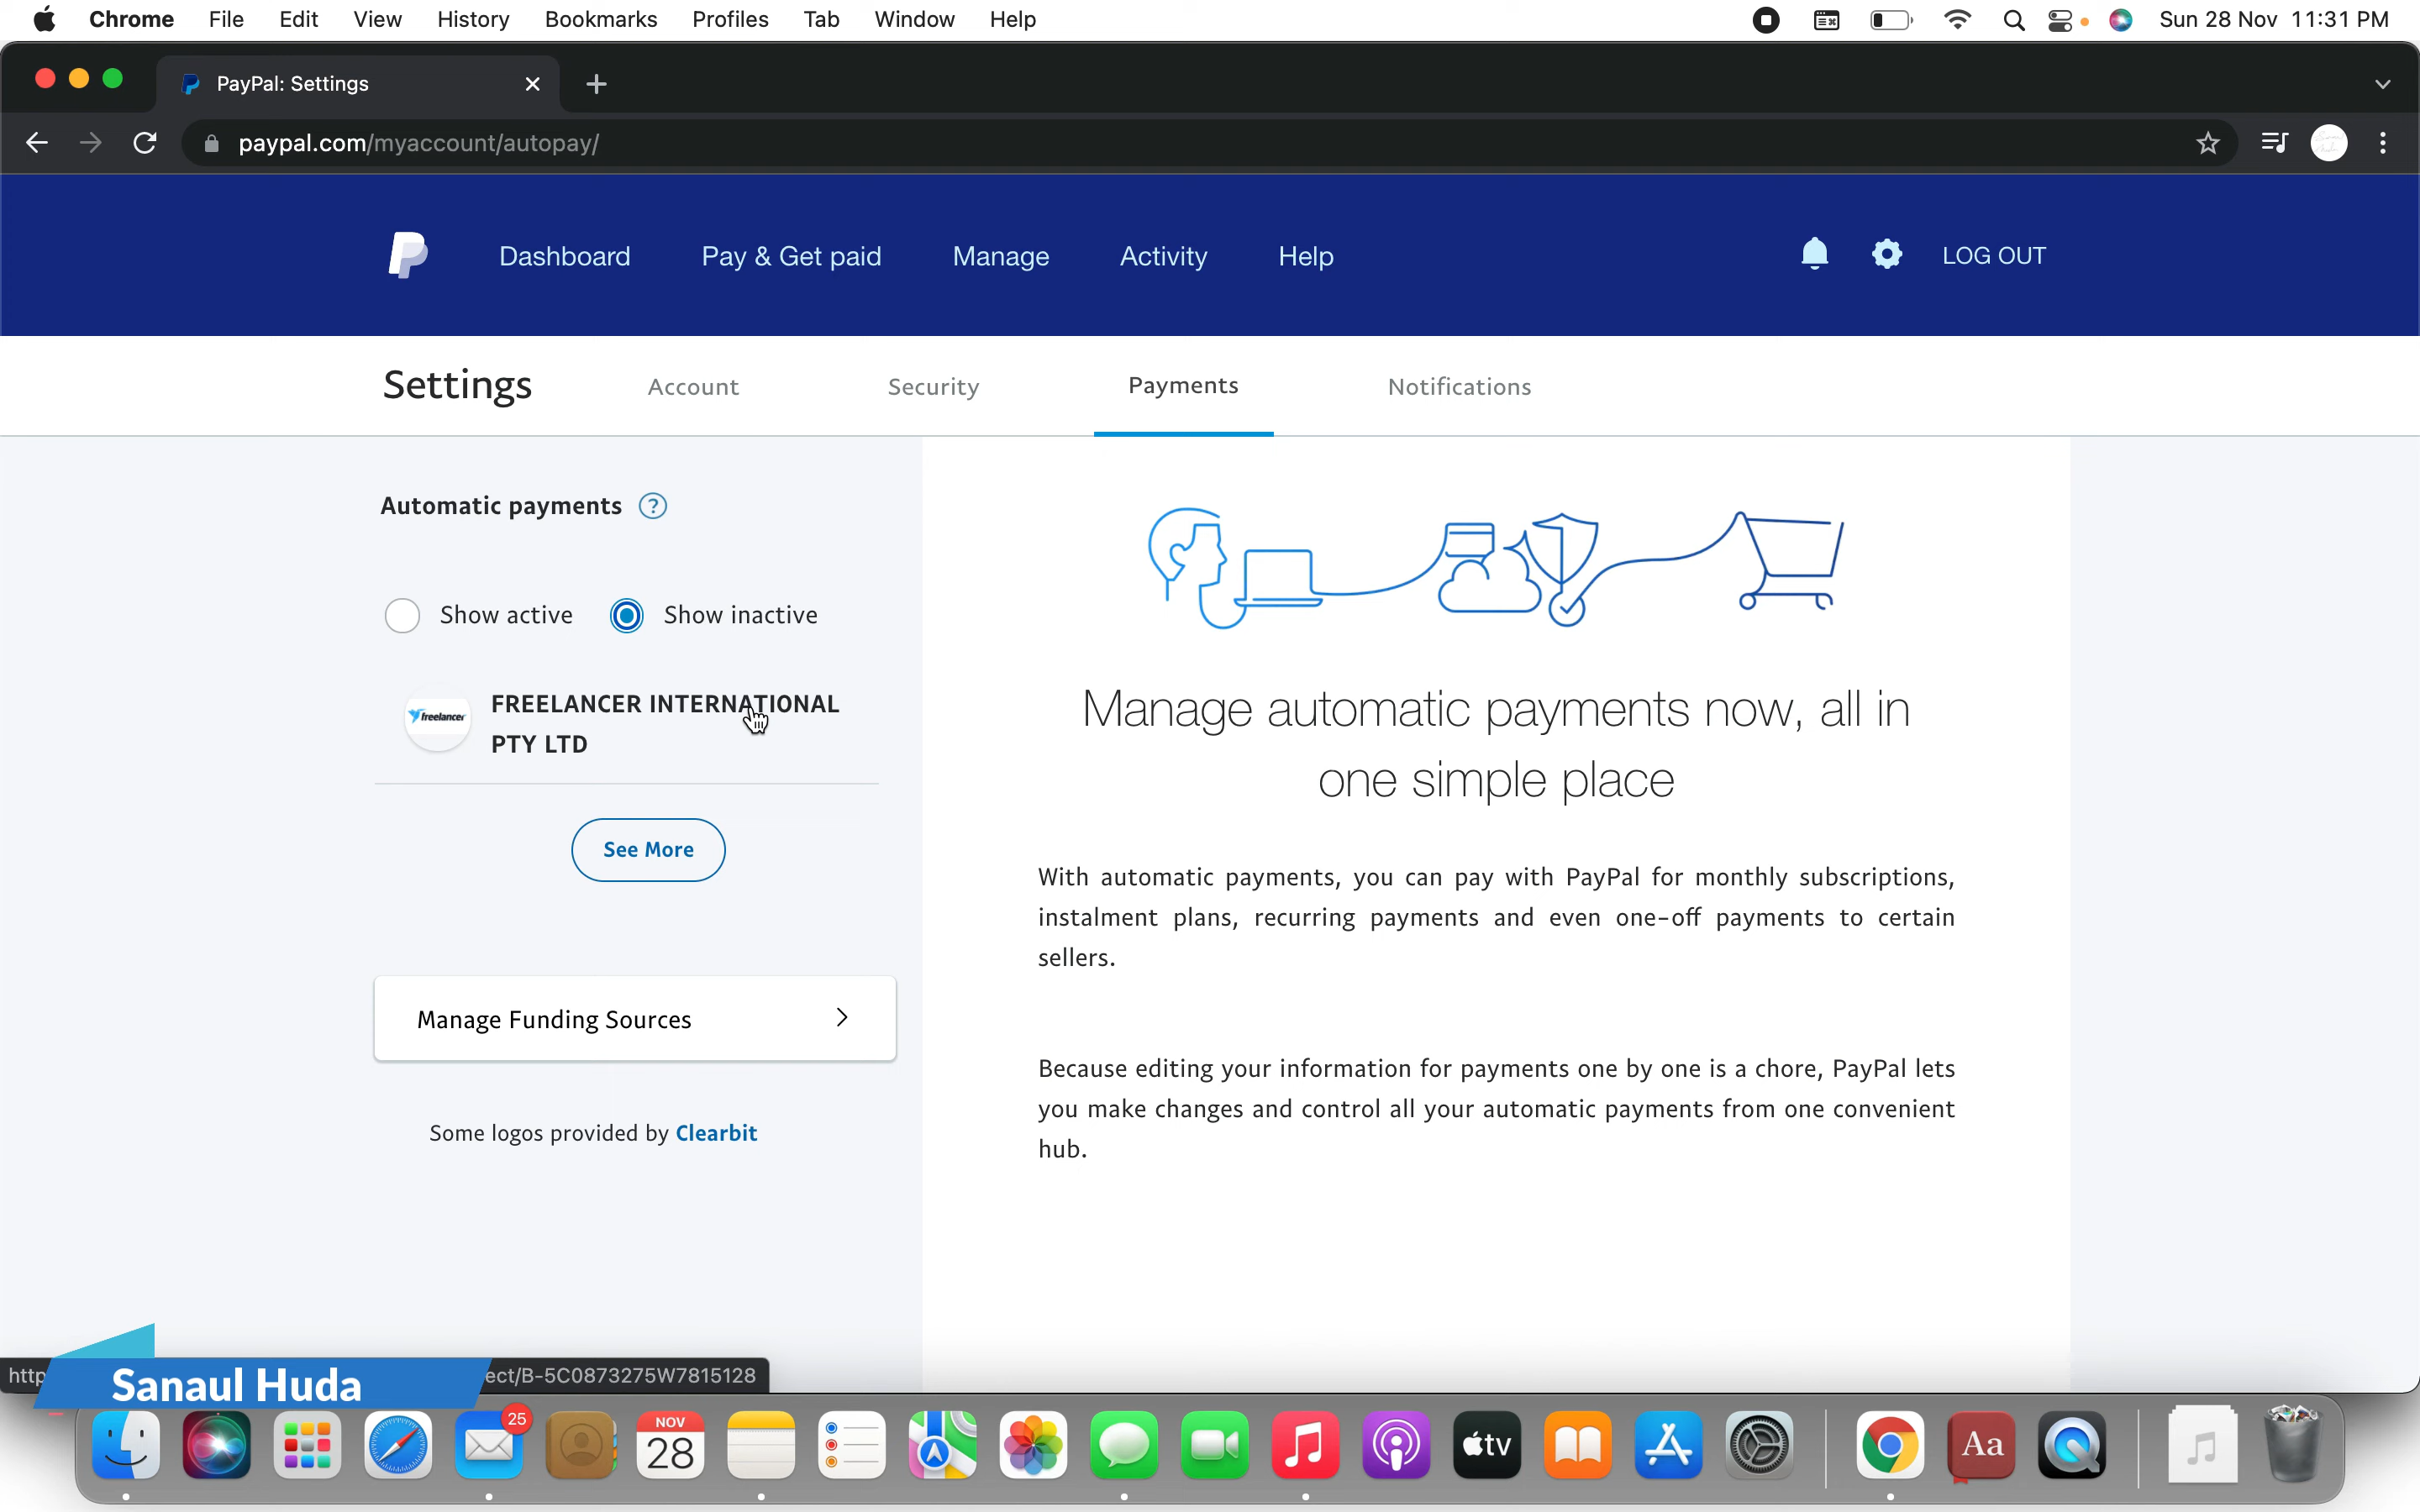 Chrome File Edit View History Bookmarks Profiles Tab Window Help Sun 28 Nov 11:31 PM
PayPal: Settings
paypal.com/myaccount/autopay/
Dashboard Pay & Get paid Manage Activity Help LOG OUT
Settings Account Security Payments Notifications
Automatic payments ?
Show active Show inactive
freelancer
FREELANCER INTERNATIONAL
PTY LTD
See More
Manage Funding Sources
Some logos provided by Clearbit
Manage automatic payments now, all in
one simple place
With automatic payments, you can pay with PayPal for monthly subscriptions,
instalment plans, recurring payments and even one-off payments to certain
sellers.
Because editing your information for payments one by one is a chore, PayPal lets
you make changes and control all your automatic payments from one convenient
hub.
http ect/B-5C0873275W7815128
Sanaul Huda
25
NOV
28
tv
Aa